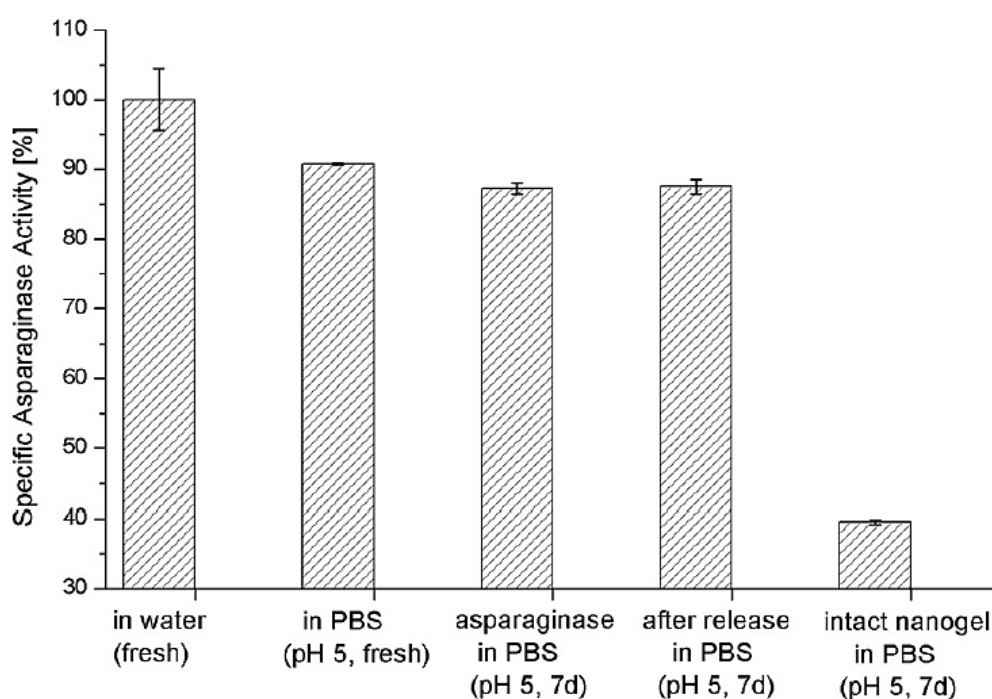 Specific Asparaginase Activity [%]
110
100
90
80
70
60
50
40
30
in water
(fresh)
in PBS
(pH 5, fresh)
asparaginase
in PBS
(pH 5, 7d)
after release
in PBS
(pH 5, 7d)
intact nanogel
in PBS
(pH 5, 7d)